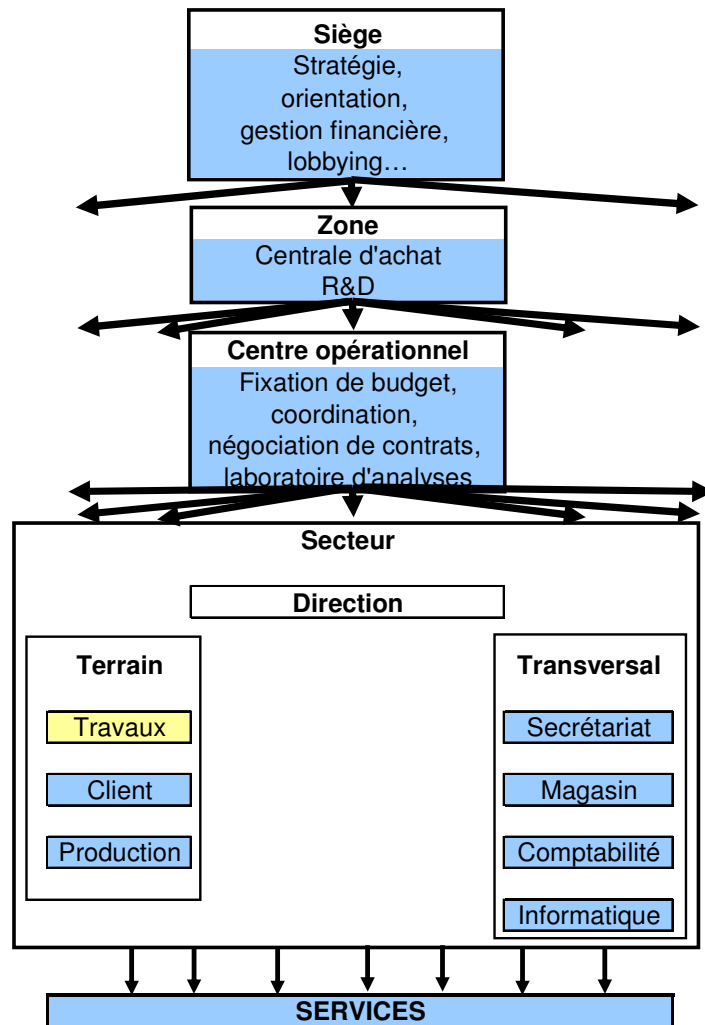 Siège
Stratégie,
orientation,
gestion financière,
lobbying…
Zone
Centrale d'achat
R&D
Centre opérationnel
Fixation de budget,
coordination,
négociation de contrats,
laboratoire d'analyses
Secteur
Direction
Terrain
Travaux
Client
Production
Transversal
Secrétariat
Magasin
Comptabilité
Informatique
SERVICES